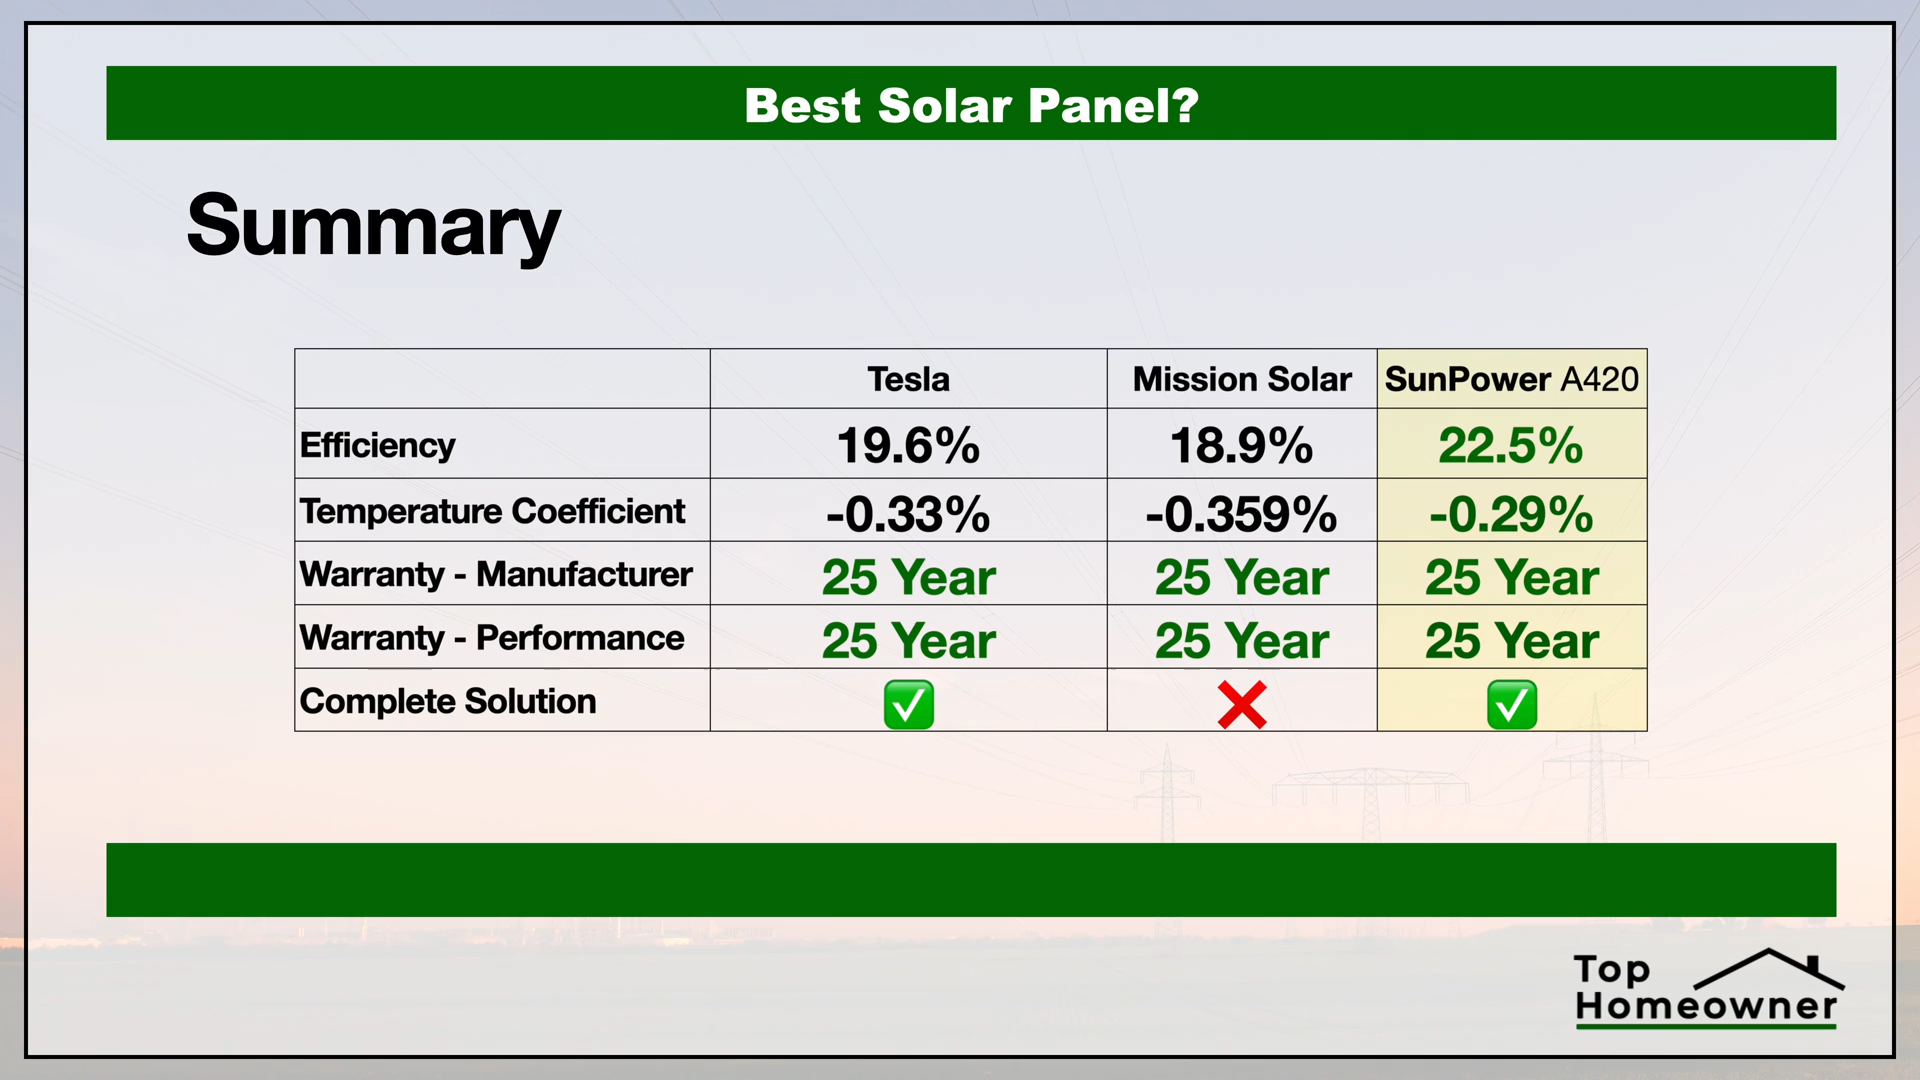 Best Solar Panel?
Summary
Tesla Mission Solar SunPower A420
Efficiency 19.6% 18.9% 22.5%
Temperature Coefficient -0.33% -0.359% -0.29%
Warranty - Manufacturer 25 Year 25 Year 25 Year
Warranty - Performance 25 Year 25 Year 25 Year
Complete Solution ✅ ❌ ✅
Top
Homeowner